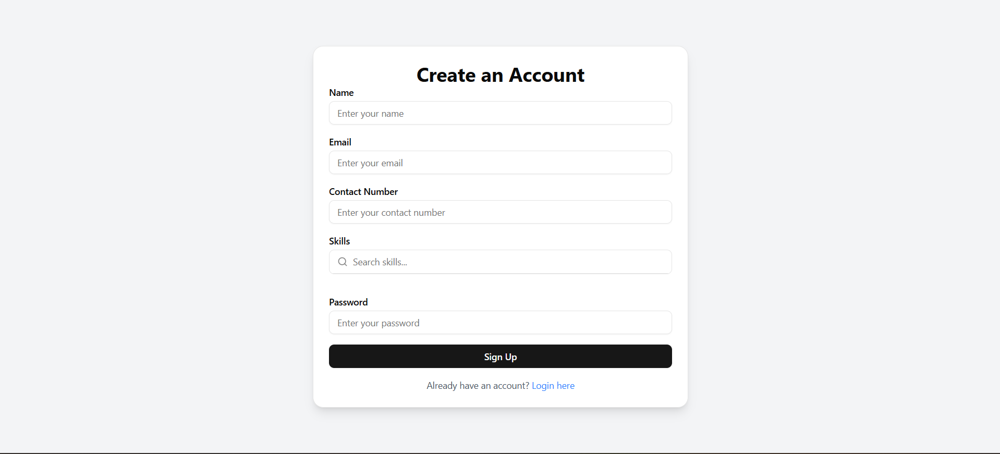 Create an Account
Name
Enter your name
Email
Enter your email
Contact Number
Enter your contact number
Skills
Search skills...
Password
Enter your password
Sign Up
Already have an account? Login here